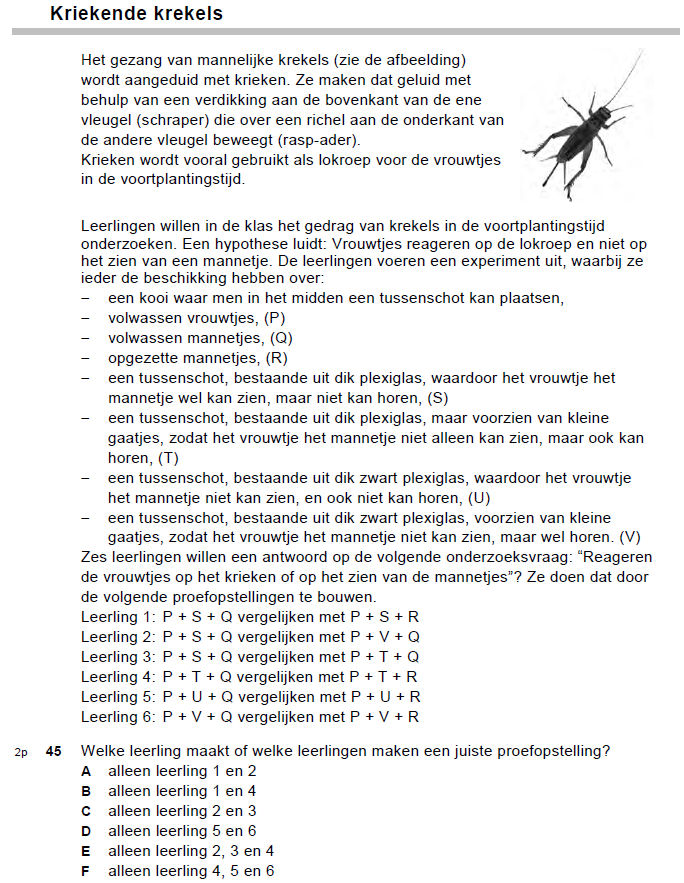 Kriekende krekels
Het gezang van mannelijke krekels (zie de afbeelding)
wordt aangeduid met krieken. Ze maken dat geluid met
behulp van een verdikking aan de bovenkant van de ene
vleugel (schraper) die over een richel aan de onderkant van
de andere vleugel beweegt (rasp-ader).
Krieken wordt vooral gebruikt als lokroep voor de vrouwtjes
in de voortplantingstijd.
Leerlingen willen in de klas het gedrag van krekels in de voortplantingstijd
onderzoeken. Een hypothese luidt: Vrouwtjes reageren op de lokroep en niet op
het zien van een mannetje. De leerlingen voeren een experiment uit, waarbij ze
ieder de beschikking hebben over:
– een kooi waar men in het midden een tussenschot kan plaatsen,
– volwassen vrouwtjes, (P)
– volwassen mannetjes, (Q)
– opgezette mannetjes, (R)
– een tussenschot, bestaande uit dik plexiglas, waardoor het vrouwtje het
mannetje wel kan zien, maar niet kan horen, (S)
– een tussenschot, bestaande uit dik plexiglas, maar voorzien van kleine
gaatjes, zodat het vrouwtje het mannetje niet alleen kan zien, maar ook kan
horen, (T)
– een tussenschot, bestaande uit dik zwart plexiglas, waardoor het vrouwtje
het mannetje niet kan zien, en ook niet kan horen, (U)
– een tussenschot, bestaande uit dik zwart plexiglas, voorzien van kleine
gaatjes, zodat het vrouwtje het mannetje niet kan zien, maar wel horen. (V)
Zes leerlingen willen een antwoord op de volgende onderzoeksvraag: “Reageren
de vrouwtjes op het krieken of op het zien van de mannetjes”? Ze doen dat door
de volgende proefopstellingen te bouwen.
Leerling 1: P + S + Q vergelijken met P + S + R
Leerling 2: P + S + Q vergelijken met P + V + Q
Leerling 3: P + S + Q vergelijken met P + T + Q
Leerling 4: P + T + Q vergelijken met P + T + R
Leerling 5: P + U + Q vergelijken met P + U + R
Leerling 6: P + V + Q vergelijken met P + V + R
2p 45 Welke leerling maakt of welke leerlingen maken een juiste proefopstelling?
A alleen leerling 1 en 2
B alleen leerling 1 en 4
C alleen leerling 2 en 3
D alleen leerling 5 en 6
E alleen leerling 2, 3 en 4
F alleen leerling 4, 5 en 6